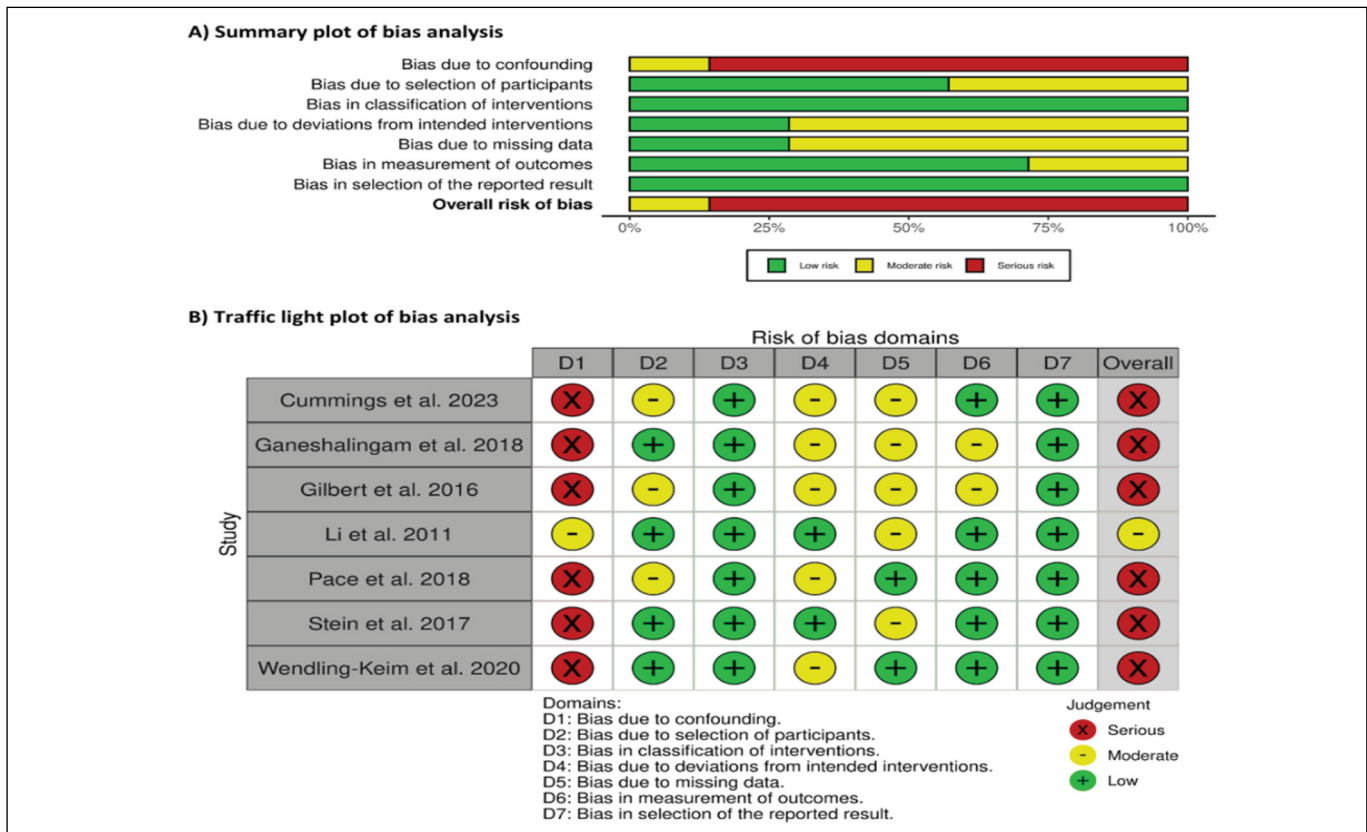 A) Summary plot of bias analysis
Bias due to confounding
Bias due to selection of participants
Bias in classification of interventions
Bias due to deviations from intended interventions
Bias due to missing data
Bias in measurement of outcomes
Bias in selection of the reported result
Overall risk of bias
0% 25% 50% 75% 100%
Low risk Moderate risk Serious risk
B) Traffic light plot of bias analysis
Risk of bias domains
D1 D2 D3 D4 D5 D6 D7 Overall
Study
Cummings et al. 2023 X - + - - + + X
Ganeshalingam et al. 2018 X + + - - - + X
Gilbert et al. 2016 X - + - - - + X
Li et al. 2011 - + + + - + + -
Pace et al. 2018 X - + - + + + X
Stein et al. 2017 X + + + - + + X
Wendling-Keim et al. 2020 X + + - + + + X
Domains:
D1: Bias due to confounding.
D2: Bias due to selection of participants.
D3: Bias in classification of interventions.
D4: Bias due to deviations from intended interventions.
D5: Bias due to missing data.
D6: Bias in measurement of outcomes.
D7: Bias in selection of the reported result.
Judgement
X Serious
- Moderate
+ Low